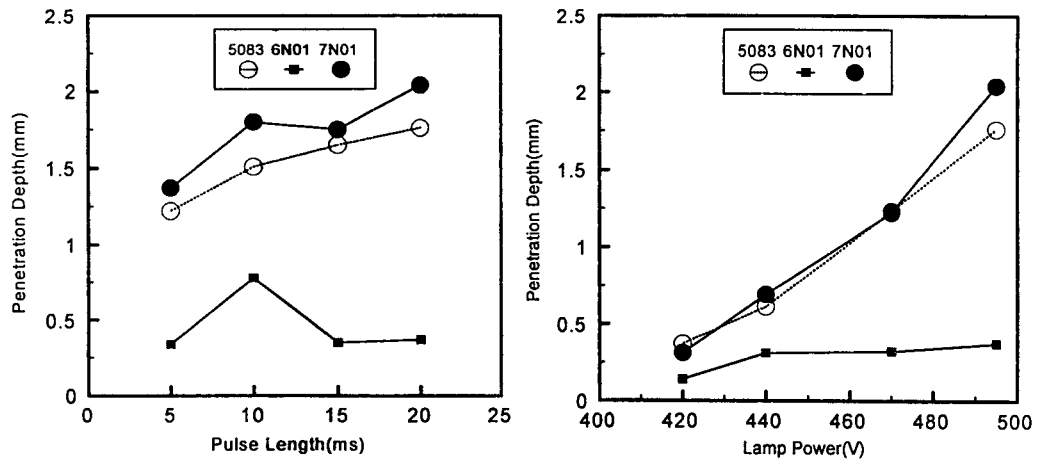 2.5
2
1.5
1
0.5
0
Penetration Depth(mm)
5083 6N01 7N01
0 5 10 15 20 25
Pulse Length(ms)
2.5
2
1.5
1
0.5
0
Penetration Depth(mm)
5083 6N01 7N01
400 420 440 460 480 500
Lamp Power(V)